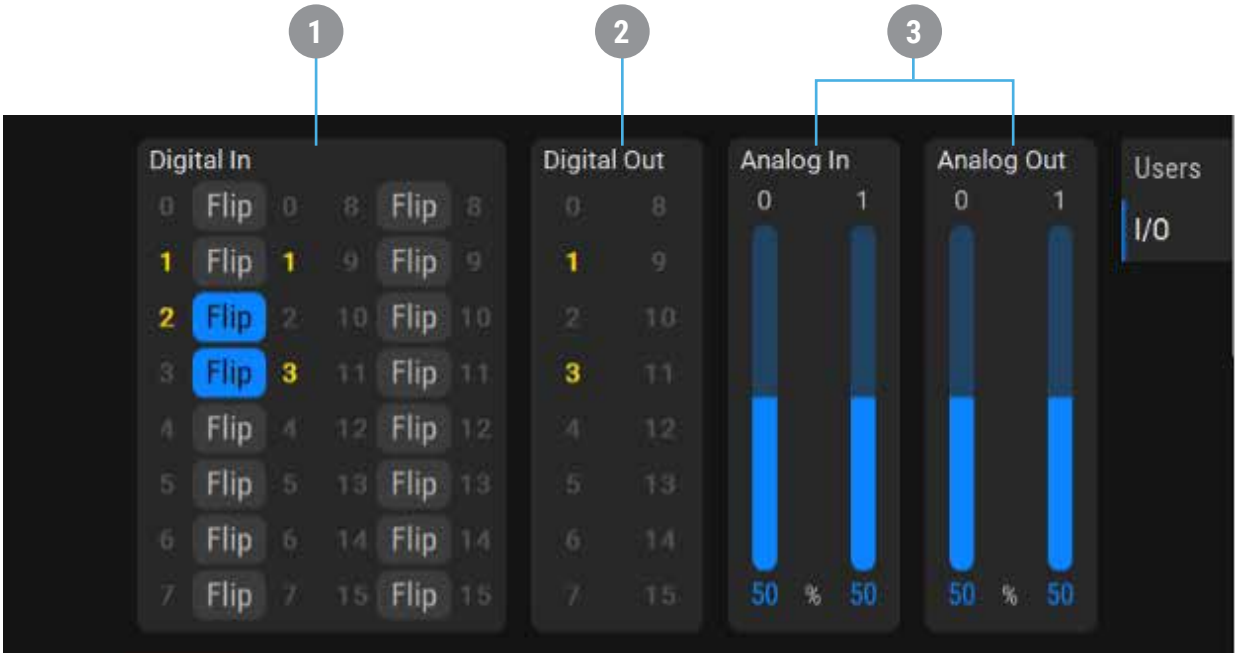 1
2
3
Digital In
0 Flip 0 8 Flip 8
1 Flip 1 9 Flip 9
2 Flip 2 10 Flip 10
3 Flip 3 11 Flip 11
4 Flip 4 12 Flip 12
5 Flip 5 13 Flip 13
6 Flip 6 14 Flip 14
7 Flip 7 15 Flip 15
Digital Out
0 8
1 9
2 10
3 11
4 12
5 13
6 14
7 15
Analog In
0 1
50 % 50
Analog Out
0 1
50 % 50
Users
I/O